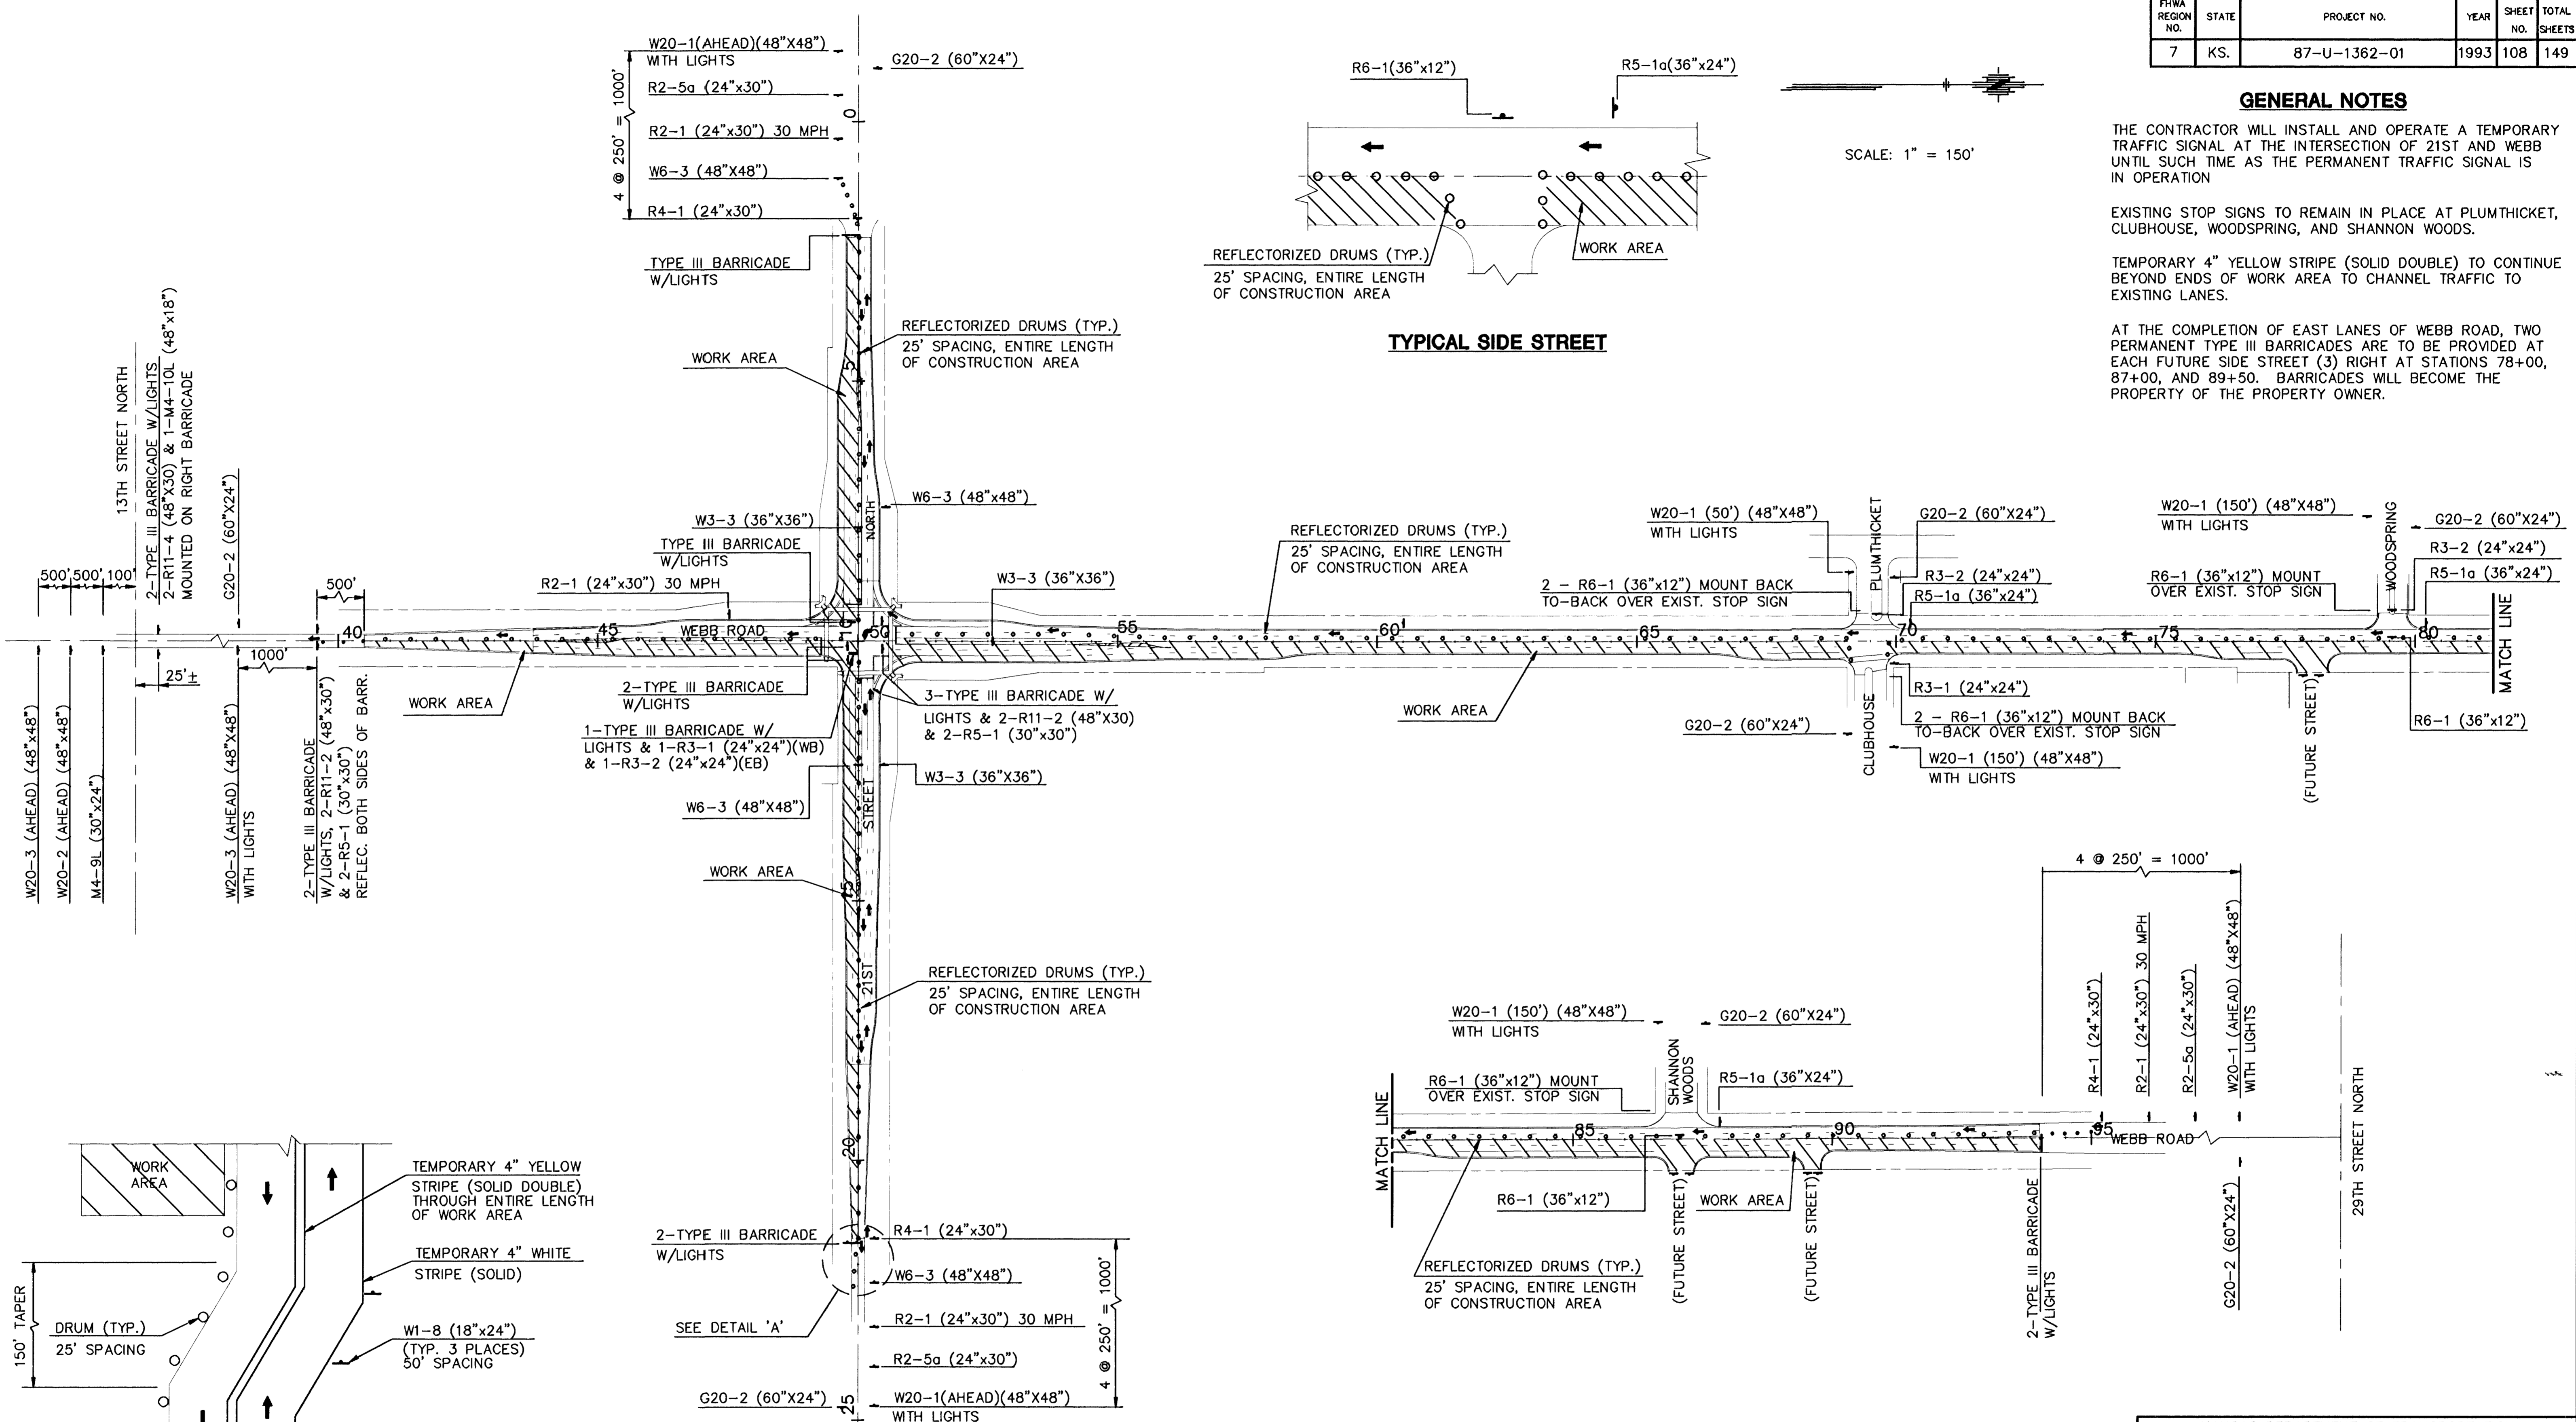 FHWA REGION NO.
STATE
PROJECT NO.
YEAR
SHEET NO.
TOTAL SHEETS
7
KS.
87-U-1362-01
1993
108
149
GENERAL NOTES
THE CONTRACTOR WILL INSTALL AND OPERATE A TEMPORARY
TRAFFIC SIGNAL AT THE INTERSECTION OF 21ST AND WEBB
UNTIL SUCH TIME AS THE PERMANENT TRAFFIC SIGNAL IS
IN OPERATION
EXISTING STOP SIGNS TO REMAIN IN PLACE AT PLUMTHICKET,
CLUBHOUSE, WOODSPRING, AND SHANNON WOODS.
TEMPORARY 4" YELLOW STRIPE (SOLID DOUBLE) TO CONTINUE
BEYOND ENDS OF WORK AREA TO CHANNEL TRAFFIC TO
EXISTING LANES.
AT THE COMPLETION OF EAST LANES OF WEBB ROAD, TWO
PERMANENT TYPE III BARRICADES ARE TO BE PROVIDED AT
EACH FUTURE SIDE STREET (3) RIGHT AT STATIONS 78+00,
87+00, AND 89+50. BARRICADES WILL BECOME THE
PROPERTY OF THE PROPERTY OWNER.
SCALE: 1" = 150'
R6-1(36"x12")
R5-1a(36"x24")
REFLECTORIZED DRUMS (TYP.)
25' SPACING, ENTIRE LENGTH
OF CONSTRUCTION AREA
WORK AREA
TYPICAL SIDE STREET
W20-1(AHEAD)(48"X48")
WITH LIGHTS
G20-2 (60"X24")
R2-5a (24"x30")
R2-1 (24"x30") 30 MPH
W6-3 (48"X48")
R4-1 (24"x30")
4 @ 250' = 1000'
0
TYPE III BARRICADE
W/LIGHTS
REFLECTORIZED DRUMS (TYP.)
25' SPACING, ENTIRE LENGTH
OF CONSTRUCTION AREA
WORK AREA
5
W6-3 (48"x48")
NORTH
W3-3 (36"X36")
TYPE III BARRICADE
W/LIGHTS
R2-1 (24"x30") 30 MPH
W3-3 (36"X36")
13TH STREET NORTH
2-TYPE III BARRICADE W/LIGHTS
2-R11-4 (48"X30) & 1-M4-10L (48"x18")
MOUNTED ON RIGHT BARRICADE
G20-2 (60"X24")
500'
500'
100'
500'
1000'
25'±
40
45
WEBB ROAD
10
50
55
60
65
70
75
80
W20-3 (AHEAD) (48"x48")
W20-2 (AHEAD) (48"x48")
M4-9L (30"x24")
W20-3 (AHEAD) (48"X48")
WITH LIGHTS
2-TYPE III BARRICADE
W/LIGHTS, 2-R11-2 (48"x30")
& 2-R5-1 (30"x30")
REFLEC. BOTH SIDES OF BARR.
WORK AREA
2-TYPE III BARRICADE
W/LIGHTS
1-TYPE III BARRICADE W/
LIGHTS & 1-R3-1 (24"x24")(WB)
& 1-R3-2 (24"x24")(EB)
3-TYPE III BARRICADE W/
LIGHTS & 2-R11-2 (48"X30)
& 2-R5-1 (30"x30")
W6-3 (48"X48")
STREET
W3-3 (36"X36")
REFLECTORIZED DRUMS (TYP.)
25' SPACING, ENTIRE LENGTH
OF CONSTRUCTION AREA
WORK AREA
W20-1 (50') (48"X48")
WITH LIGHTS
PLUMTHICKET
G20-2 (60"X24")
2 - R6-1 (36"x12") MOUNT BACK
TO-BACK OVER EXIST. STOP SIGN
R3-2 (24"x24")
R5-1a (36"x24")
W20-1 (150') (48"X48")
WITH LIGHTS
WOODSPRING
G20-2 (60"X24")
R3-2 (24"x24")
R5-1a (36"X24")
R6-1 (36"x12") MOUNT
OVER EXIST. STOP SIGN
MATCH LINE
G20-2 (60"X24")
CLUBHOUSE
R3-1 (24"x24")
2 - R6-1 (36"x12") MOUNT BACK
TO-BACK OVER EXIST. STOP SIGN
W20-1 (150') (48"X48")
WITH LIGHTS
(FUTURE STREET)
R6-1 (36"x12")
WORK AREA
15
21ST
REFLECTORIZED DRUMS (TYP.)
25' SPACING, ENTIRE LENGTH
OF CONSTRUCTION AREA
20
2-TYPE III BARRICADE
W/LIGHTS
R4-1 (24"x30")
W6-3 (48"X48")
R2-1 (24"x30") 30 MPH
R2-5a (24"x30")
W20-1(AHEAD)(48"X48")
WITH LIGHTS
4 @ 250' = 1000'
SEE DETAIL 'A'
G20-2 (60"X24")
25
WORK
AREA
TEMPORARY 4" YELLOW
STRIPE (SOLID DOUBLE)
THROUGH ENTIRE LENGTH
OF WORK AREA
TEMPORARY 4" WHITE
STRIPE (SOLID)
150' TAPER
DRUM (TYP.)
25' SPACING
W1-8 (18"x24")
(TYP. 3 PLACES)
50' SPACING
4 @ 250' = 1000'
W20-1 (150') (48"X48")
WITH LIGHTS
G20-2 (60"X24")
SHANNON
WOODS
R6-1 (36"x12") MOUNT
OVER EXIST. STOP SIGN
R5-1a (36"X24")
MATCH LINE
85
90
95
WEBB ROAD
R4-1 (24"x30")
R2-1 (24"x30") 30 MPH
R2-5a (24"x30")
W20-1 (AHEAD) (48"X48")
WITH LIGHTS
29TH STREET NORTH
R6-1 (36"x12")
(FUTURE STREET)
WORK AREA
(FUTURE STREET)
REFLECTORIZED DRUMS (TYP.)
25' SPACING, ENTIRE LENGTH
OF CONSTRUCTION AREA
2-TYPE III BARRICADE
W/LIGHTS
G20-2 (60"X24")